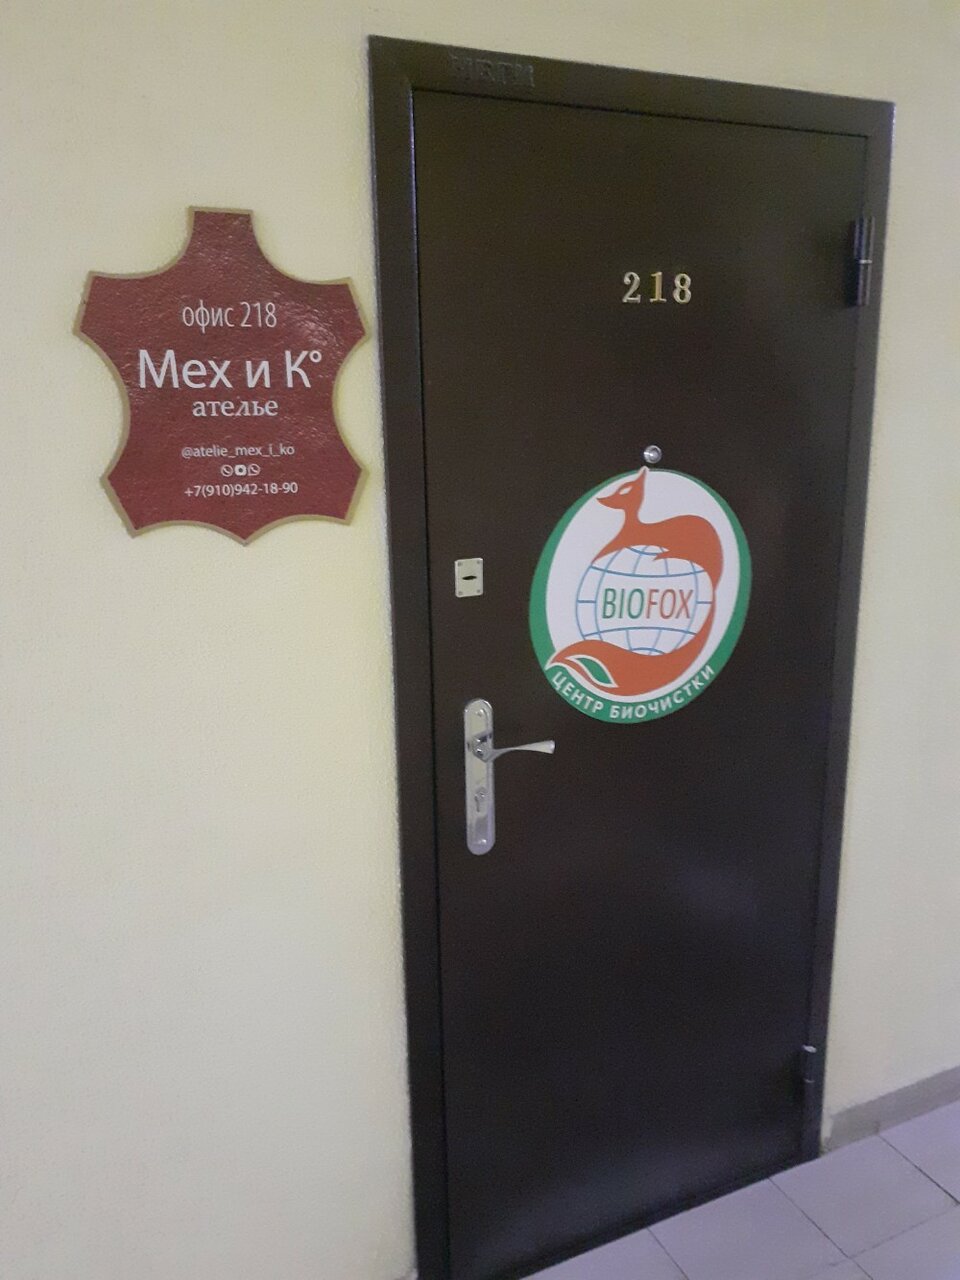 офис 218
Мех и К°
ателье
@atelie_mex_i_ko
+7(910)942-18-90
218
BIOFOX
ЦЕНТР БИОЧИСТКИ